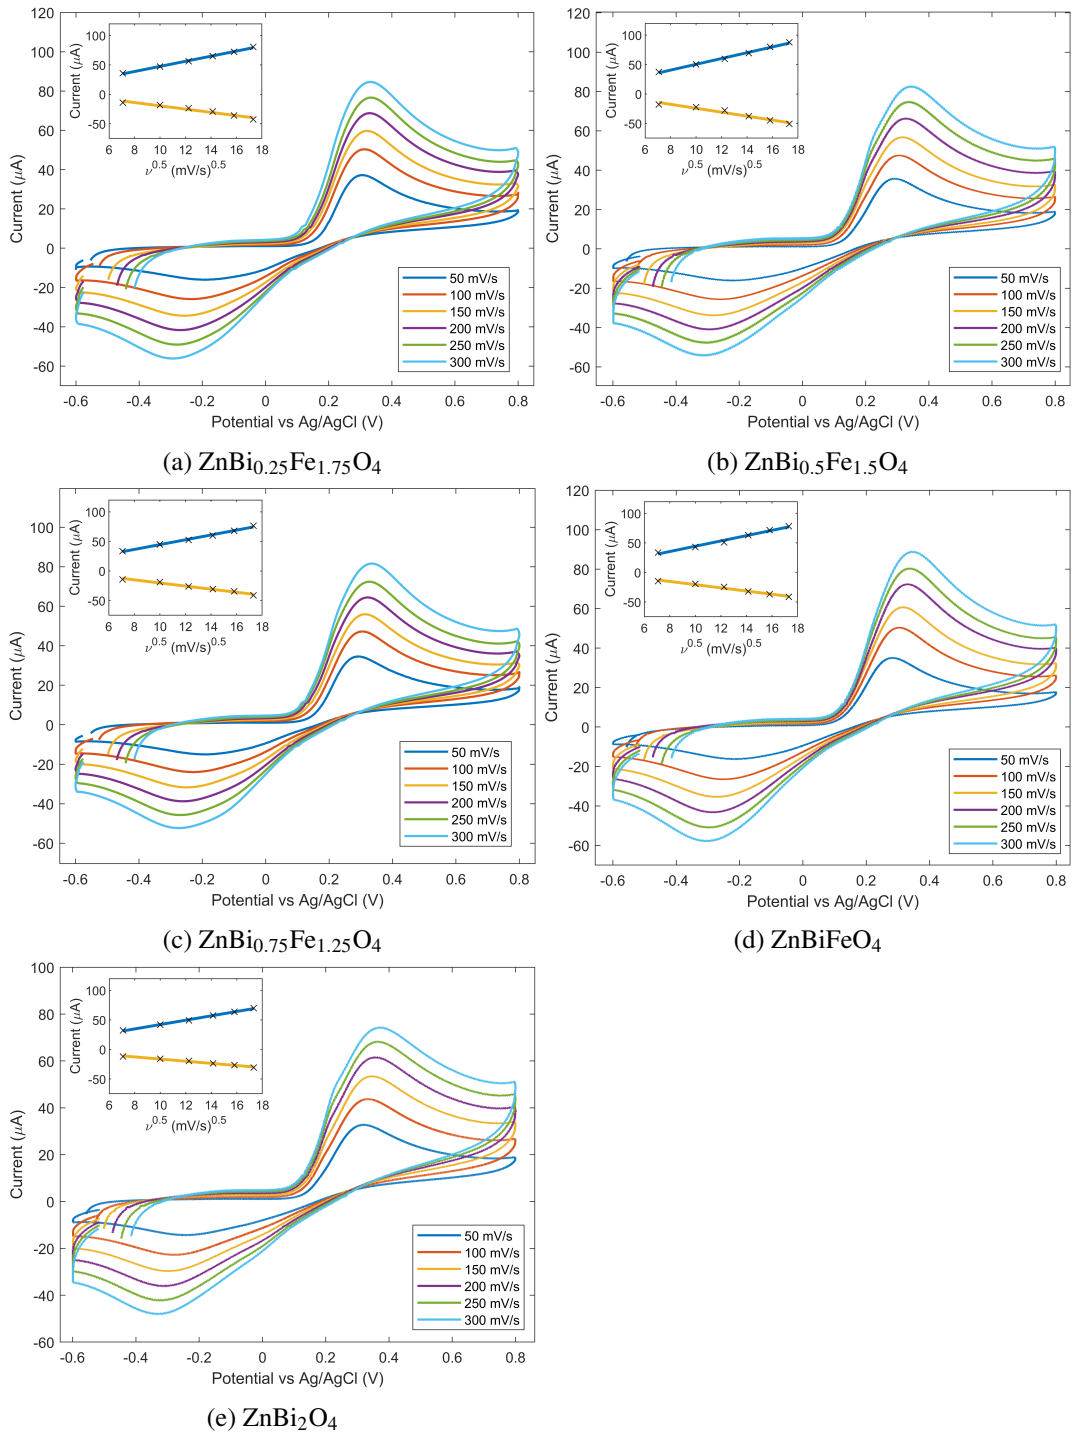 120
100
80
60
40
20
0
-20
-40
-60
Current (μA)
-0.6 -0.4 -0.2 0 0.2 0.4 0.6 0.8
Potential vs Ag/AgCl (V)
100
50
0
-50
Current (μA)
6 8 10 12 14 16 18
ν^0.5 (mV/s)^0.5
50 mV/s
100 mV/s
150 mV/s
200 mV/s
250 mV/s
300 mV/s
(a) ZnBi0.25Fe1.75O4
120
100
80
60
40
20
0
-20
-40
-60
Current (μA)
-0.6 -0.4 -0.2 0 0.2 0.4 0.6 0.8
Potential vs Ag/AgCl (V)
100
50
0
-50
Current (μA)
6 8 10 12 14 16 18
ν^0.5 (mV/s)^0.5
50 mV/s
100 mV/s
150 mV/s
200 mV/s
250 mV/s
300 mV/s
(b) ZnBi0.5Fe1.5O4
100
80
60
40
20
0
-20
-40
-60
Current (μA)
-0.6 -0.4 -0.2 0 0.2 0.4 0.6 0.8
Potential vs Ag/AgCl (V)
100
50
0
-50
Current (μA)
6 8 10 12 14 16 18
ν^0.5 (mV/s)^0.5
50 mV/s
100 mV/s
150 mV/s
200 mV/s
250 mV/s
300 mV/s
(c) ZnBi0.75Fe1.25O4
120
100
80
60
40
20
0
-20
-40
-60
Current (μA)
-0.6 -0.4 -0.2 0 0.2 0.4 0.6 0.8
Potential vs Ag/AgCl (V)
100
50
0
-50
Current (μA)
6 8 10 12 14 16 18
ν^0.5 (mV/s)^0.5
50 mV/s
100 mV/s
150 mV/s
200 mV/s
250 mV/s
300 mV/s
(d) ZnBiFeO4
100
80
60
40
20
0
-20
-40
-60
Current (μA)
-0.6 -0.4 -0.2 0 0.2 0.4 0.6 0.8
Potential vs Ag/AgCl (V)
100
50
0
-50
Current (μA)
6 8 10 12 14 16 18
ν^0.5 (mV/s)^0.5
50 mV/s
100 mV/s
150 mV/s
200 mV/s
250 mV/s
300 mV/s
(e) ZnBi2O4